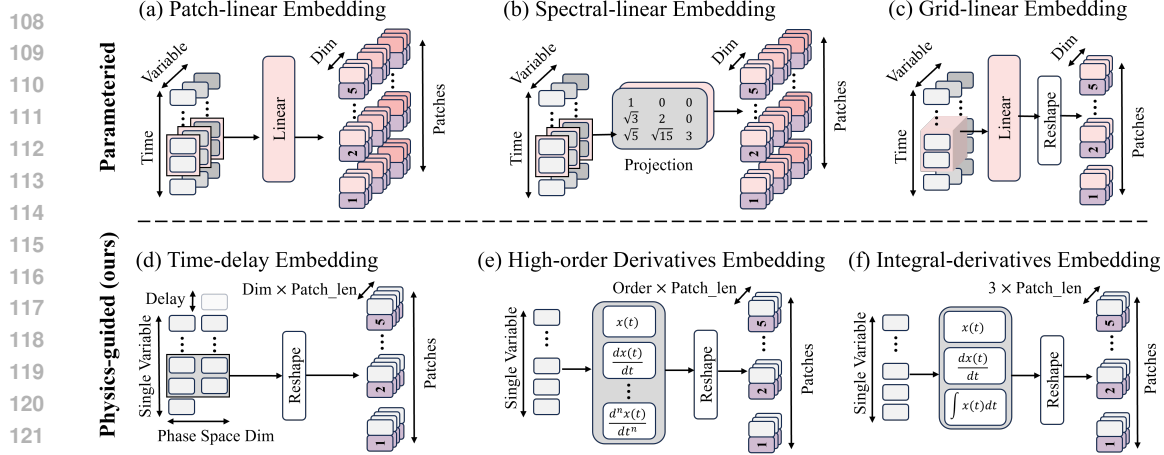 108
109
110
111
112
113
114
115
116
117
118
119
120
121
Parameteried
(a) Patch-linear Embedding
Variable
Time
Linear
Dim
5
2
1
Patches
(b) Spectral-linear Embedding
Variable
Time
1 0 0
√3 2 0
√5 √15 3
Projection
Dim
5
2
1
Patches
(c) Grid-linear Embedding
Variable
Time
Linear
Reshape
Dim
5
2
1
Patches
Physics-guided (ours)
(d) Time-delay Embedding
Delay
Single Variable
Phase Space Dim
Reshape
Dim × Patch_len
5
2
1
Patches
(e) High-order Derivatives Embedding
Single Variable
x(t)
dx(t)
dt
dⁿx(t)
dtⁿ
Reshape
Order × Patch_len
5
2
1
Patches
(f) Integral-derivatives Embedding
Single Variable
x(t)
dx(t)
dt
∫ x(t)dt
Reshape
3 × Patch_len
5
2
1
Patches